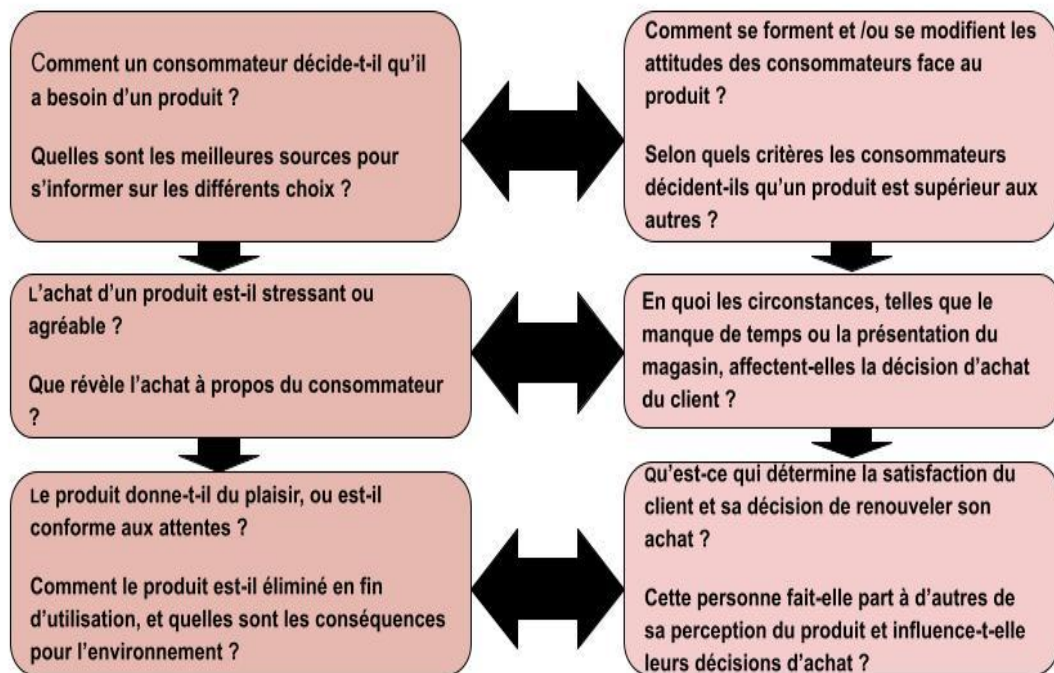 Comment un consommateur décide-t-il qu'il
a besoin d'un produit ?
Quelles sont les meilleures sources pour
s'informer sur les différents choix ?
Comment se forment et /ou se modifient les
attitudes des consommateurs face au
produit ?
Selon quels critères les consommateurs
décident-ils qu'un produit est supérieur aux
autres ?
L'achat d'un produit est-il stressant ou
agréable ?
Que révèle l'achat à propos du consommateur
?
En quoi les circonstances, telles que le
manque de temps ou la présentation du
magasin, affectent-elles la décision d'achat
du client ?
Le produit donne-t-il du plaisir, ou est-il
conforme aux attentes ?
Comment le produit est-il éliminé en fin
d'utilisation, et quelles sont les conséquences
pour l'environnement ?
Qu'est-ce qui détermine la satisfaction du
client et sa décision de renouveler son
achat ?
Cette personne fait-elle part à d'autres de
sa perception du produit et influence-t-elle
leurs décisions d'achat ?